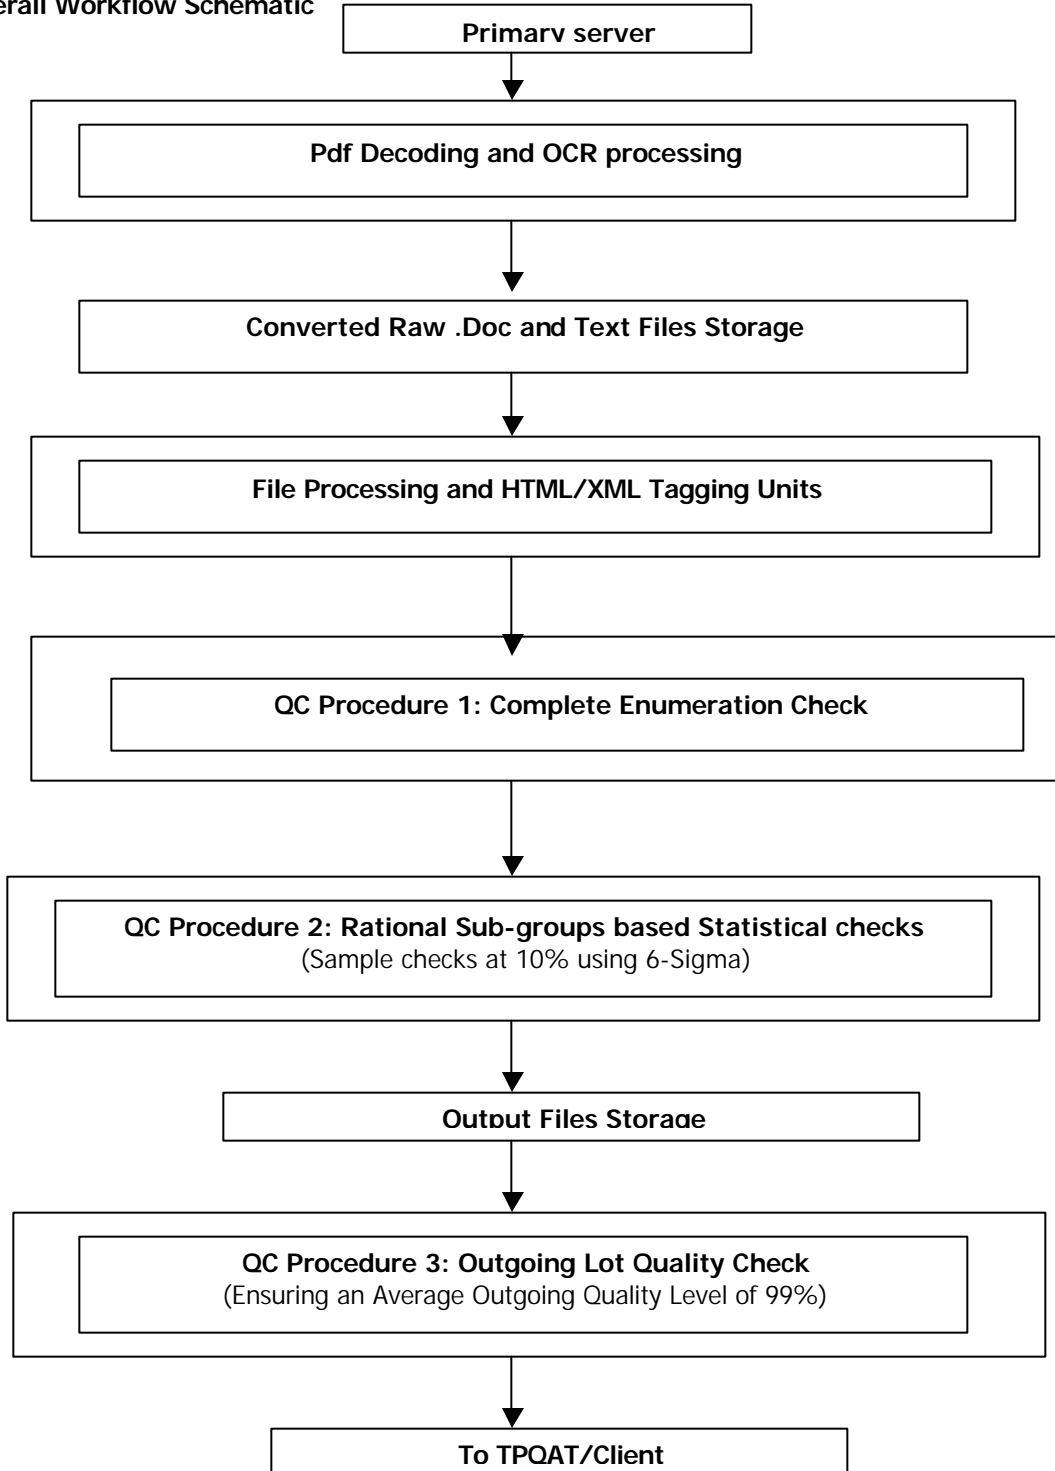 erall Workflow Schematic
Primary server
Pdf Decoding and OCR processing
Converted Raw .Doc and Text Files Storage
File Processing and HTML/XML Tagging Units
QC Procedure 1: Complete Enumeration Check
QC Procedure 2: Rational Sub-groups based Statistical checks
(Sample checks at 10% using 6-Sigma)
Output Files Storage
QC Procedure 3: Outgoing Lot Quality Check
(Ensuring an Average Outgoing Quality Level of 99%)
To TPQAT/Client